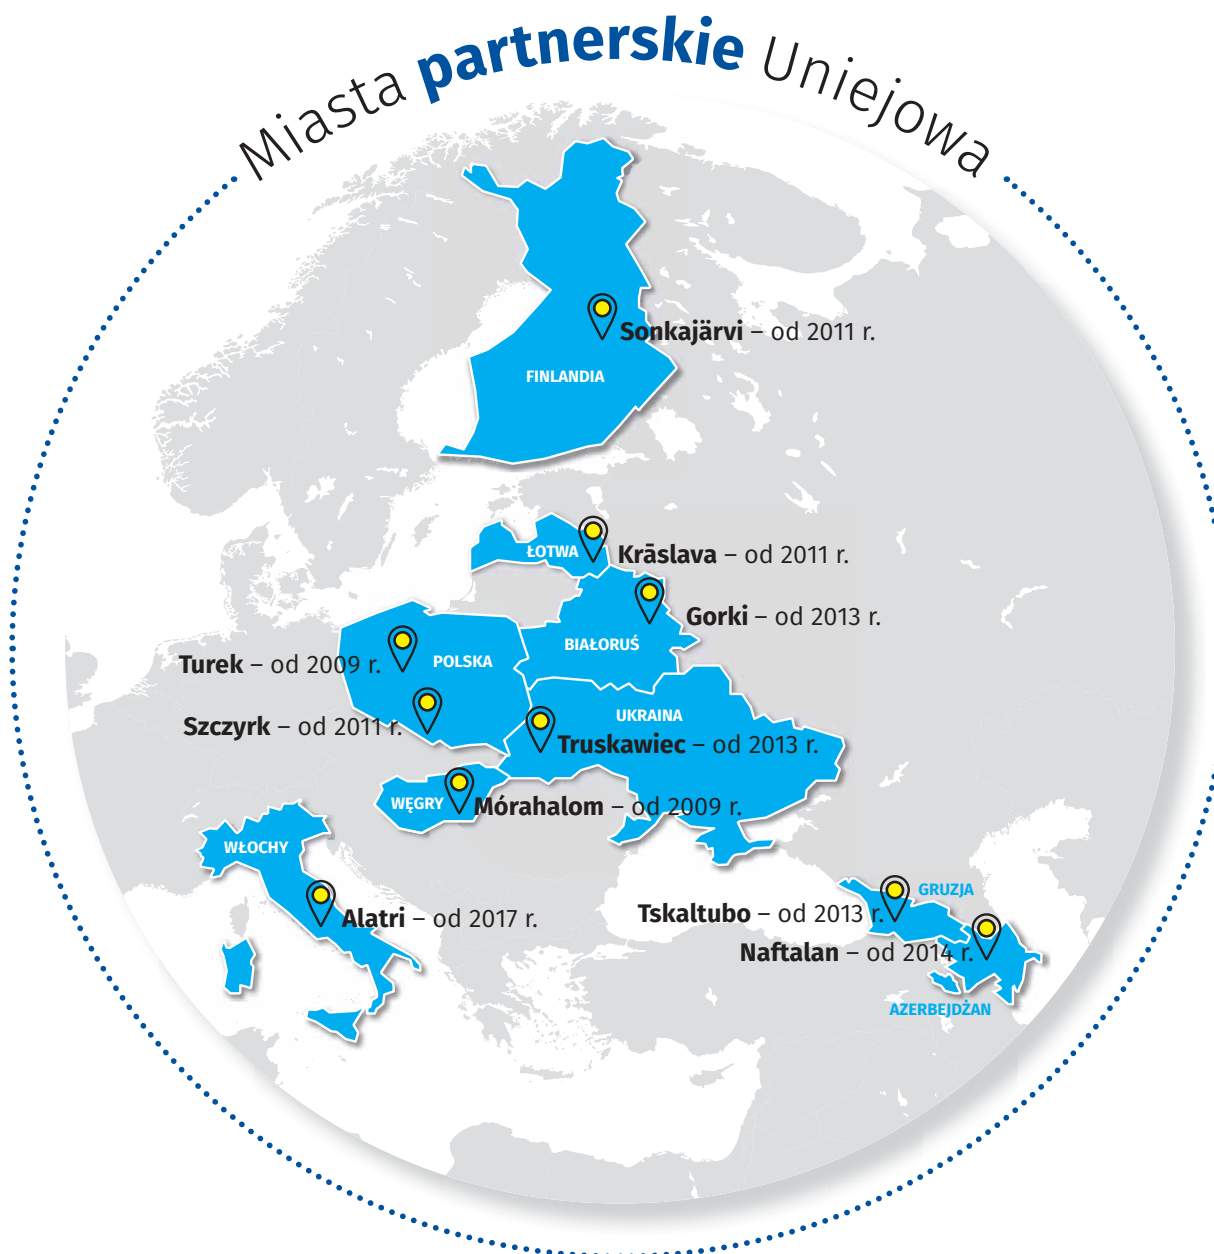 Miasta partnerskie Uniejowa
Sonkajärvi – od 2011 r.
FINLANDIA
ŁOTWA
Krāslava – od 2011 r.
Gorki – od 2013 r.
BIAŁORUŚ
Turek – od 2009 r.
POLSKA
Szczyrk – od 2011 r.
UKRAINA
Truskawiec – od 2013 r.
WĘGRY
Mórahalom – od 2009 r.
WŁOCHY
Alatri – od 2017 r.
GRUZJA
Tskaltubo – od 2013 r.
Naftalan – od 2014 r.
AZERBEJDŻAN